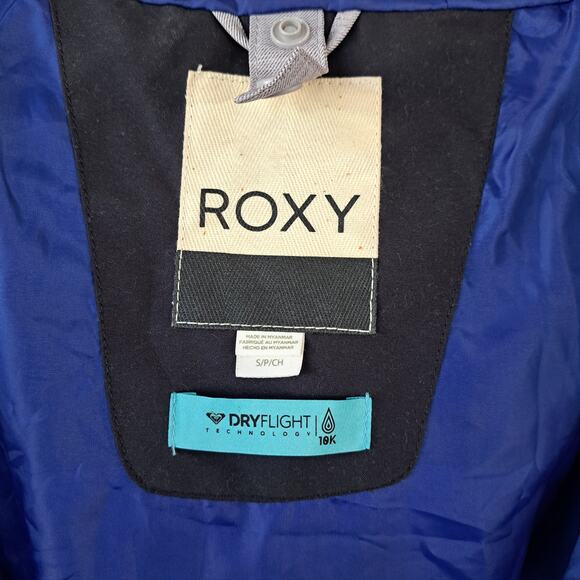 ROXY
MADE IN MYANMAR
FABRIQUÉ AU MYANMAR
HECHO EN MYANMAR
S/P/CH
DRYFLIGHT
TECHNOLOGY
10K